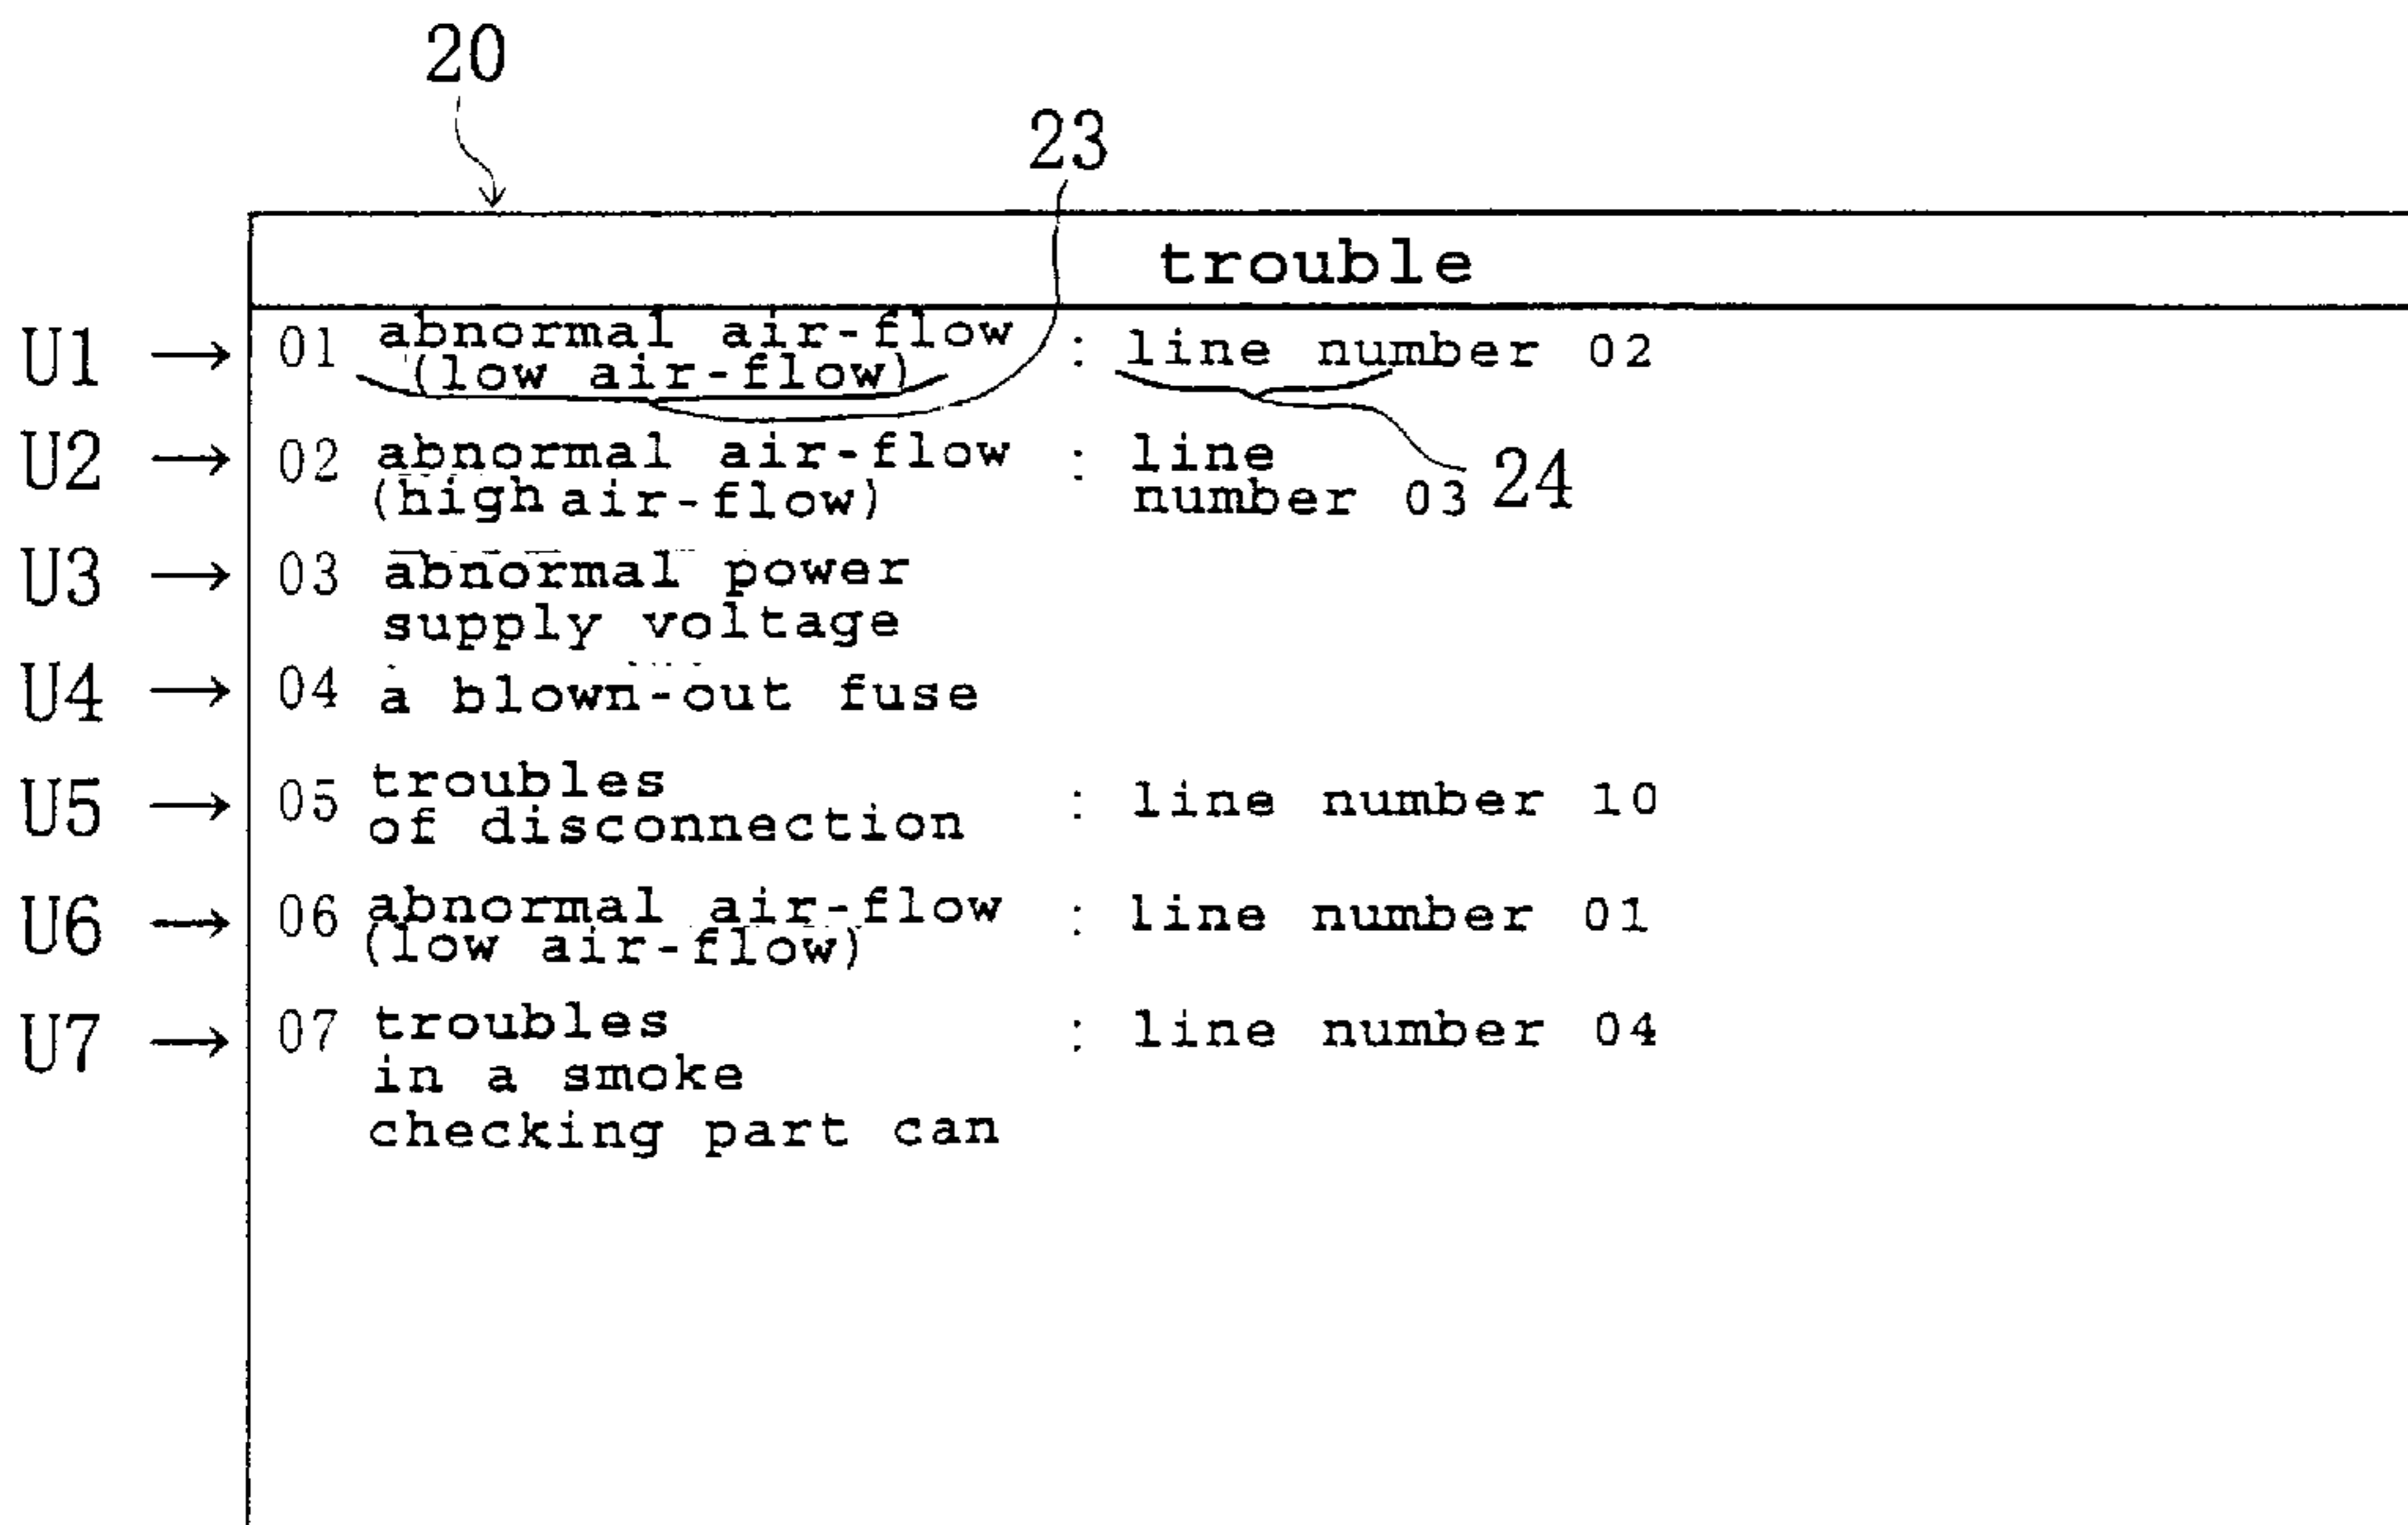 20
23
trouble
U1 → 01 abnormal air-flow : line number 02
(low air-flow)
24
U2 → 02 abnormal air-flow : line
(high air-flow) number 03
U3 → 03 abnormal power
supply voltage
U4 → 04 a blown-out fuse
U5 → 05 troubles : line number 10
of disconnection
U6 → 06 abnormal air-flow : line number 01
(low air-flow)
U7 → 07 troubles : line number 04
in a smoke
checking part can